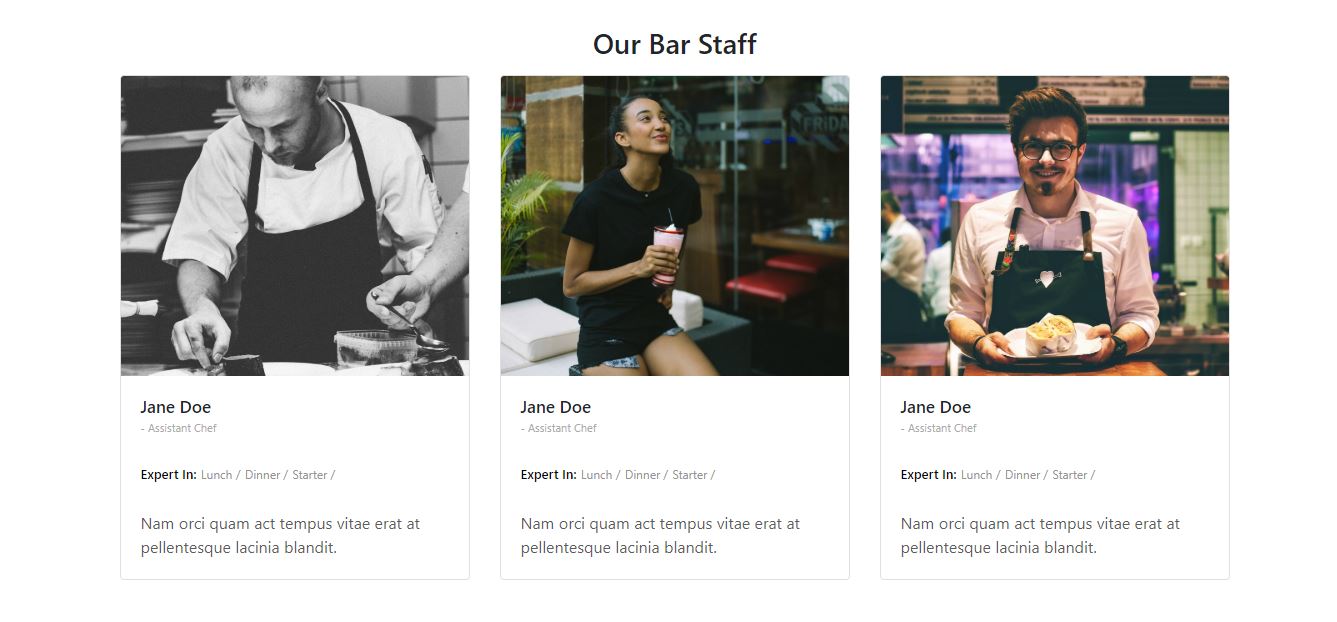 Our Bar Staff
FRiDA
Jane Doe
- Assistant Chef
Expert In: Lunch / Dinner / Starter /
Nam orci quam act tempus vitae erat at
pellentesque lacinia blandit.
Jane Doe
- Assistant Chef
Expert In: Lunch / Dinner / Starter /
Nam orci quam act tempus vitae erat at
pellentesque lacinia blandit.
Jane Doe
- Assistant Chef
Expert In: Lunch / Dinner / Starter /
Nam orci quam act tempus vitae erat at
pellentesque lacinia blandit.